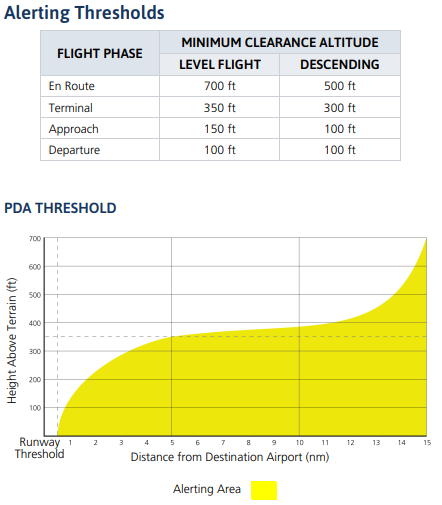 Alerting Thresholds
FLIGHT PHASE
MINIMUM CLEARANCE ALTITUDE
LEVEL FLIGHT DESCENDING
En Route 700 ft 500 ft
Terminal 350 ft 300 ft
Approach 150 ft 100 ft
Departure 100 ft 100 ft
PDA THRESHOLD
Height Above Terrain (ft)
700
600
500
400
300
200
100
Runway
Threshold
1 2 3 4 5 6 7 8 9 10 11 12 13 14 15
Distance from Destination Airport (nm)
Alerting Area